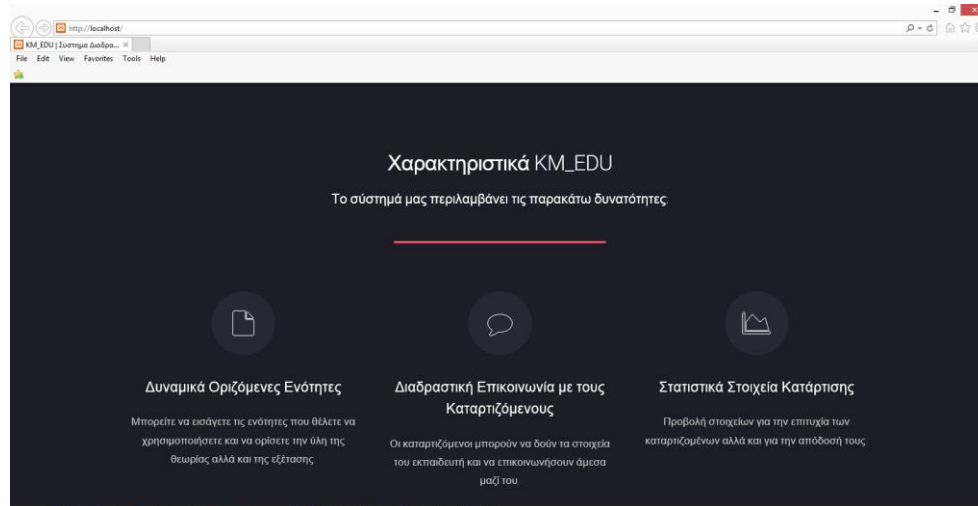 http://localhost/
KM_EDU | Σύστημα Διαδρα...
File Edit View Favorites Tools Help
Χαρακτηριστικά KM_EDU
Το σύστημά μας περιλαμβάνει τις παρακάτω δυνατότητες:
Δυναμικά Οριζόμενες Ενότητες
Μπορείτε να εισάγετε τις ενότητες που θέλετε να
χρησιμοποιήσετε και να ορίσετε την ύλη της
θεωρίας αλλά και της εξέτασης
Διαδραστική Επικοινωνία με τους
Καταρτιζόμενους
Οι καταρτιζόμενοι μπορούν να δούν τα στοιχεία
του εκπαιδευτή και να επικοινωνήσουν άμεσα
μαζί του
Στατιστικά Στοιχεία Κατάρτισης
Προβολή στοιχείων για την επιτυχία των
καταρτιζομένων αλλά και για την απόδοσή τους